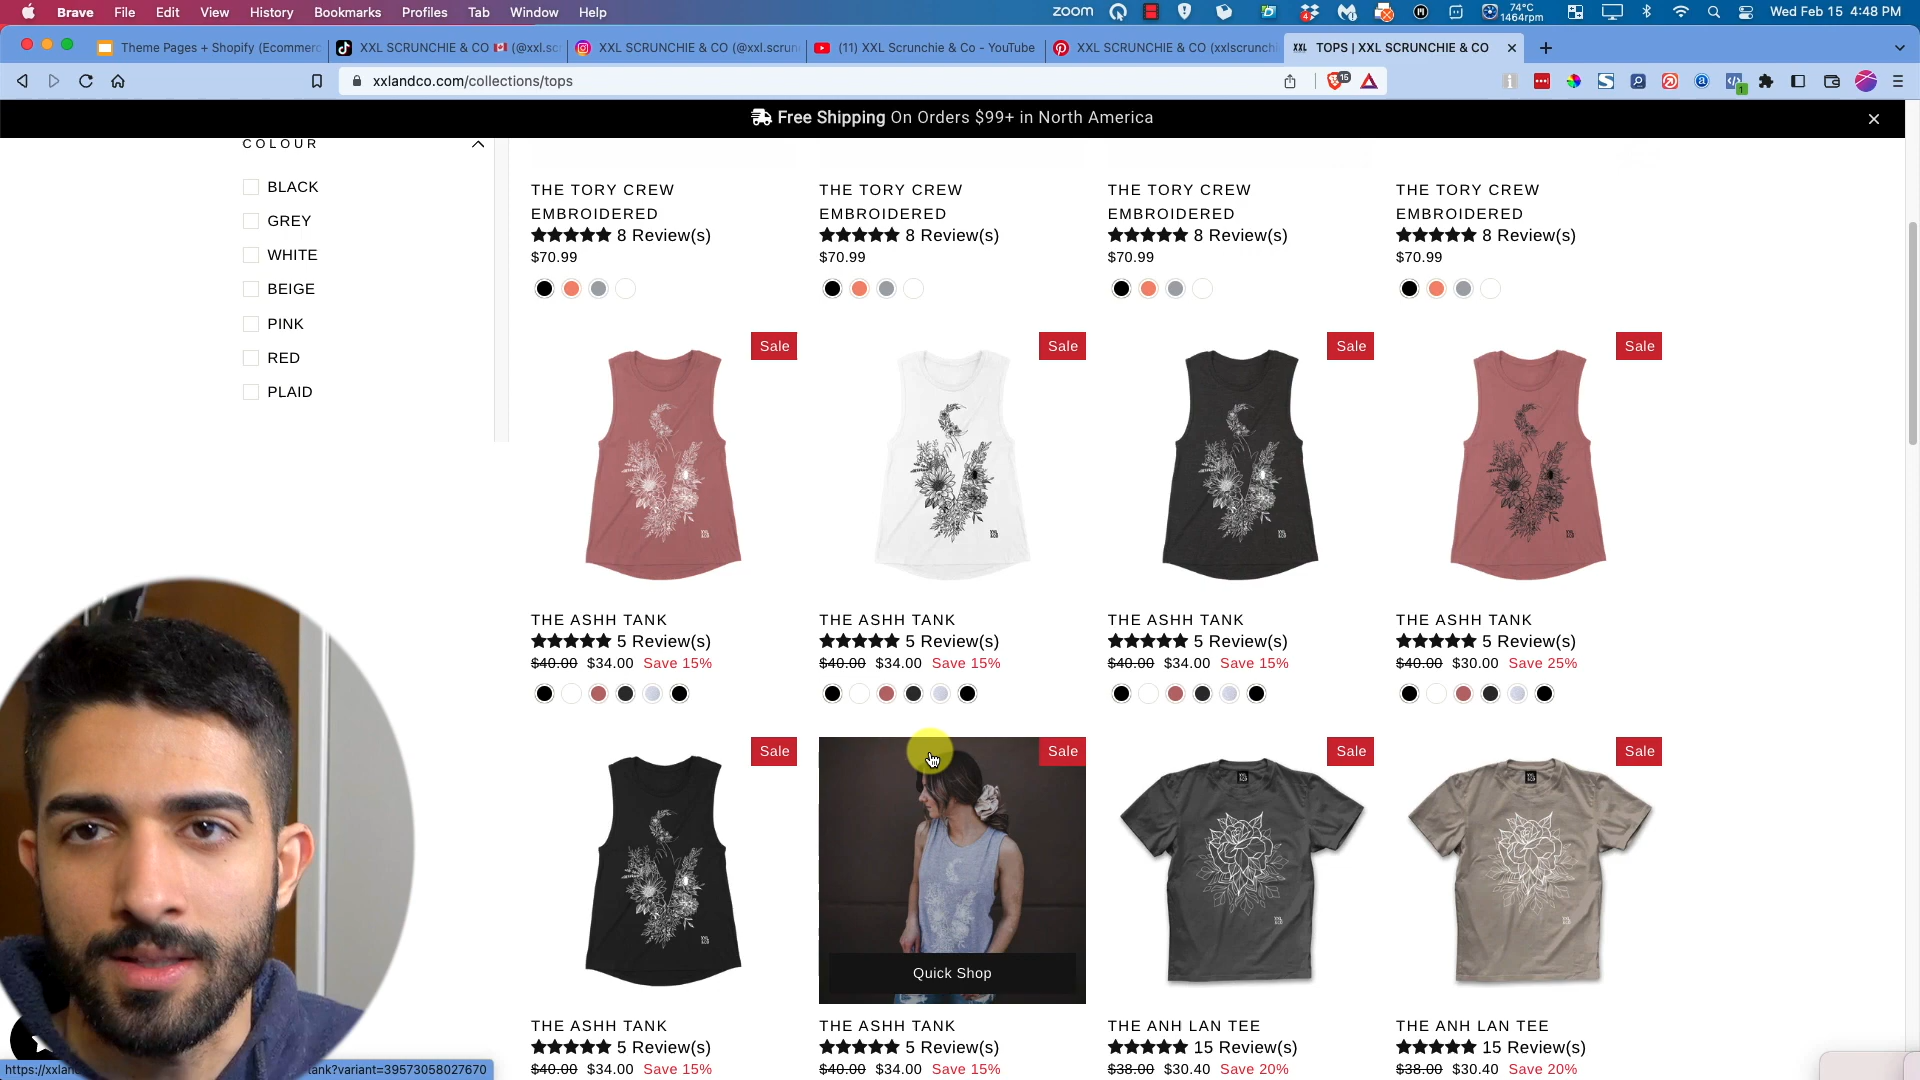 Brave File Edit View History Bookmarks Profiles Tab Window Help zoom 74°C 1464rpm Wed Feb 15 4:48 PM
Theme Pages + Shopify (Ecommerc XXL SCRUNCHIE & CO 🇨🇦 (@xxl.sc XXL SCRUNCHIE & CO (@xxl.scrun (11) XXL Scrunchie & Co - YouTube XXL SCRUNCHIE & CO (xxlscrunchi XXL TOPS | XXL SCRUNCHIE & CO
xxlandco.com/collections/tops 15 1
Free Shipping On Orders $99+ in North America
COLOUR
BLACK
GREY
WHITE
BEIGE
PINK
RED
PLAID
THE TORY CREW THE TORY CREW THE TORY CREW THE TORY CREW
EMBROIDERED EMBROIDERED EMBROIDERED EMBROIDERED
8 Review(s) 8 Review(s) 8 Review(s) 8 Review(s)
$70.99 $70.99 $70.99 $70.99
Sale Sale Sale Sale
THE ASHH TANK THE ASHH TANK THE ASHH TANK THE ASHH TANK
5 Review(s) 5 Review(s) 5 Review(s) 5 Review(s)
$40.00 $34.00 Save 15% $40.00 $34.00 Save 15% $40.00 $34.00 Save 15% $40.00 $30.00 Save 25%
Sale Sale Sale Sale
Quick Shop
THE ASHH TANK THE ASHH TANK THE ANH LAN TEE THE ANH LAN TEE
5 Review(s) 5 Review(s) 15 Review(s) 15 Review(s)
$40.00 $34.00 Save 15% $40.00 $34.00 Save 15% $38.00 $30.40 Save 20% $38.00 $30.40 Save 20%
https://xxlan tank?variant=39573058027670